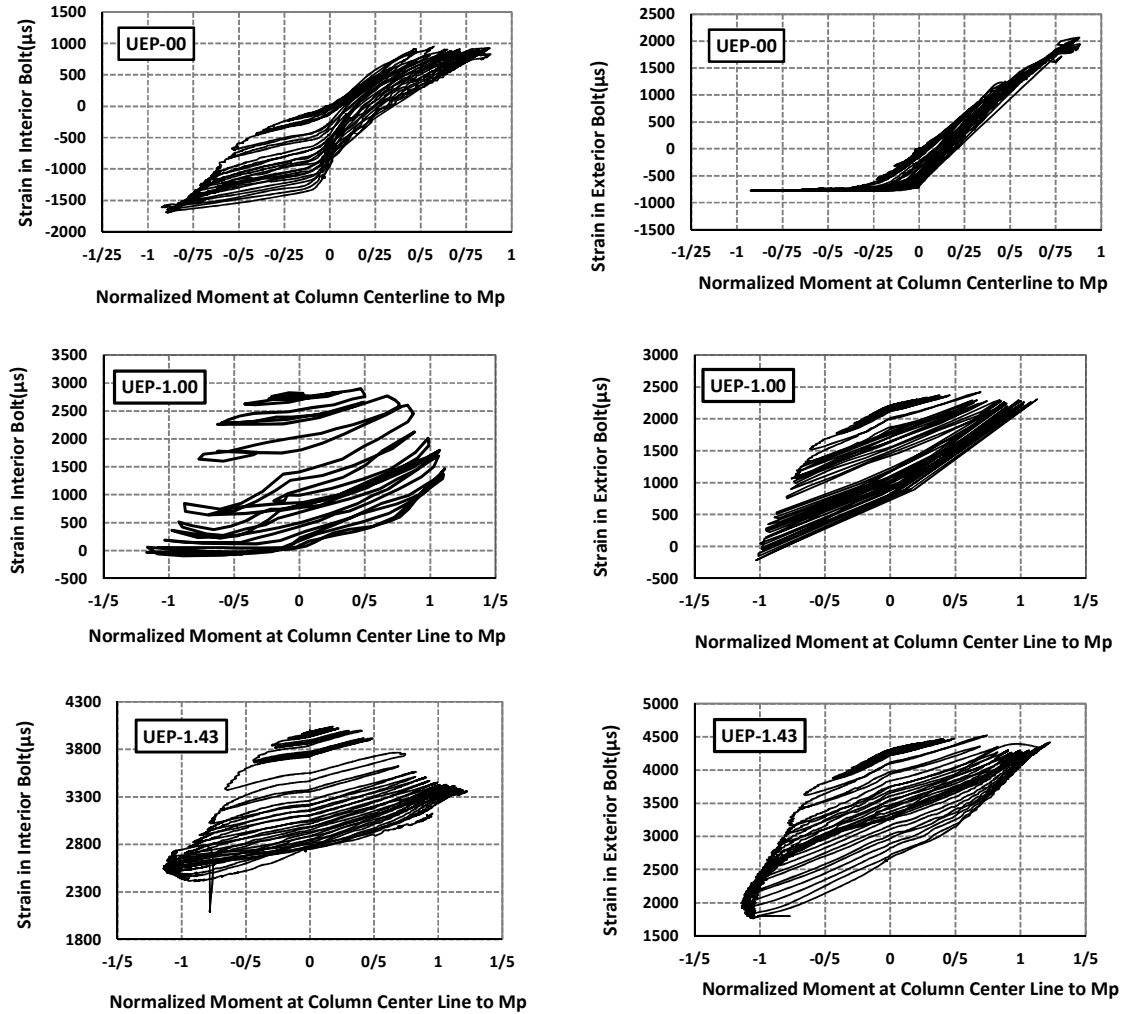 Strain in Interior Bolt(µs)
1500
1000
500
0
-500
-1000
-1500
-2000
UEP-00
-1/25 -1 -0/75 -0/5 -0/25 0 0/25 0/5 0/75 1
Normalized Moment at Column Centerline to Mp
Strain in Exterior Bolt(µs)
2500
2000
1500
1000
500
0
-500
-1000
-1500
UEP-00
-1/25 -1 -0/75 -0/5 -0/25 0 0/25 0/5 0/75 1
Normalized Moment at Column Centerline to Mp
Strain in Interior Bolt(µs)
3500
3000
2500
2000
1500
1000
500
0
-500
UEP-1.00
-1/5 -1 -0/5 0 0/5 1 1/5
Normalized Moment at Column Center Line to Mp
Strain in Extrior Bolt(µs)
3000
2500
2000
1500
1000
500
0
-500
UEP-1.00
-1/5 -1 -0/5 0 0/5 1 1/5
Normalized Moment at Column Center Line to Mp
Strain in Interior Bolt(µs)
4300
3800
3300
2800
2300
1800
UEP-1.43
-1/5 -1 -0/5 0 0/5 1 1/5
Normalized Moment at Column Center Line to Mp
Strain in Exterior Bolt(µs)
5000
4500
4000
3500
3000
2500
2000
1500
UEP-1.43
-1/5 -1 -0/5 0 0/5 1 1/5
Normalized Moment at Column Center Line to Mp